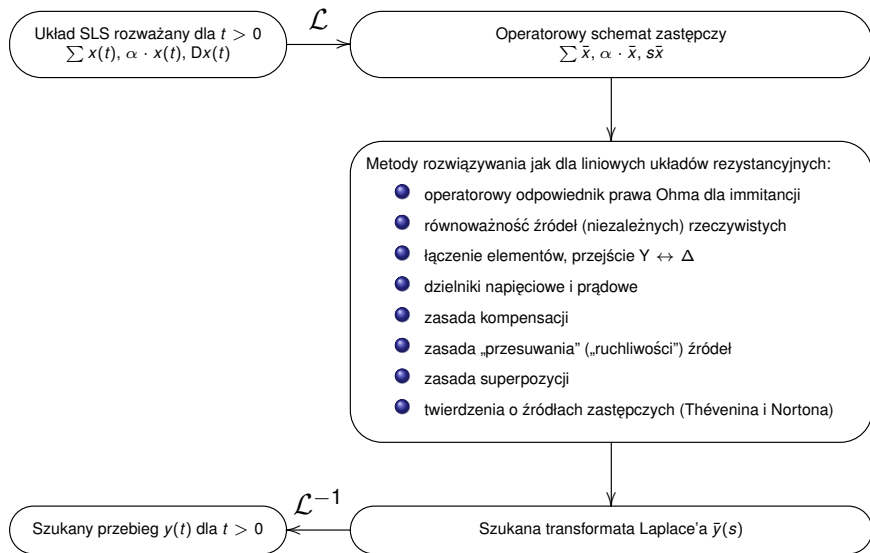 Układ SLS rozważany dla t > 0
∑ x(t), α · x(t), Dx(t)
ℒ
Operatorowy schemat zastępczy
∑ x̄, α · x̄, sx̄
Metody rozwiązywania jak dla liniowych układów rezystancyjnych:
operatorowy odpowiednik prawa Ohma dla immitancji
równoważność źródeł (niezależnych) rzeczywistych
łączenie elementów, przejście Y ↔ Δ
dzielniki napięciowe i prądowe
zasada kompensacji
zasada „przesuwania” („ruchliwości”) źródeł
zasada superpozycji
twierdzenia o źródłach zastępczych (Thévenina i Nortona)
Szukany przebieg y(t) dla t > 0
ℒ⁻¹
Szukana transformata Laplace'a ȳ(s)